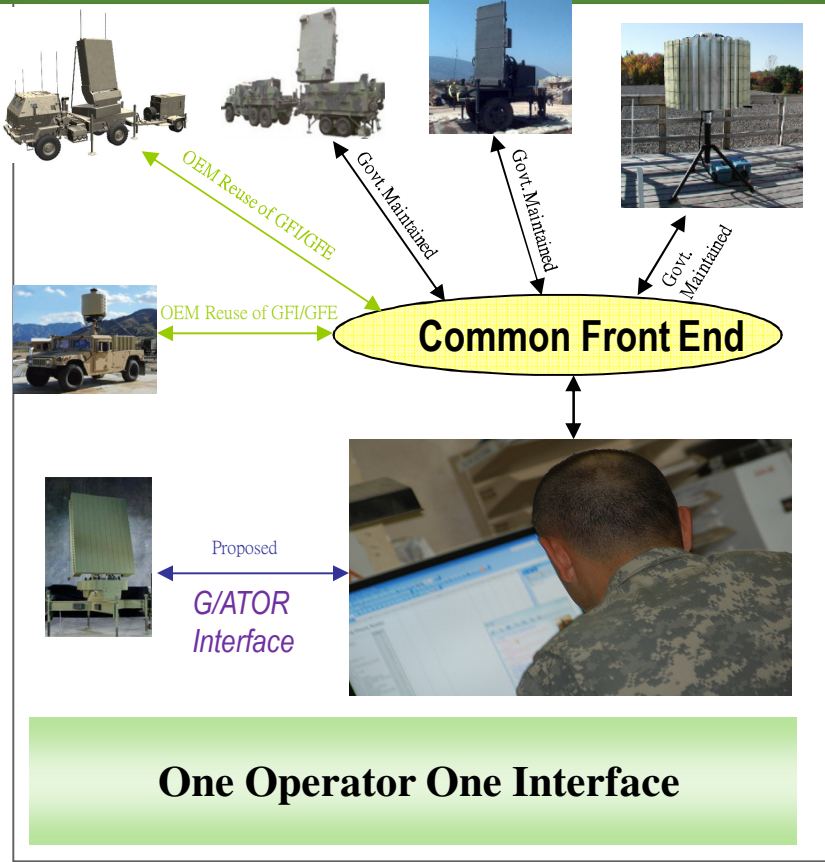 OEM Reuse of GFI/GFE
Govt. Maintained
Govt. Maintained
Govt.
Maintained
OEM Reuse of GFI/GFE
Common Front End
Proposed
G/ATOR
Interface
One Operator One Interface